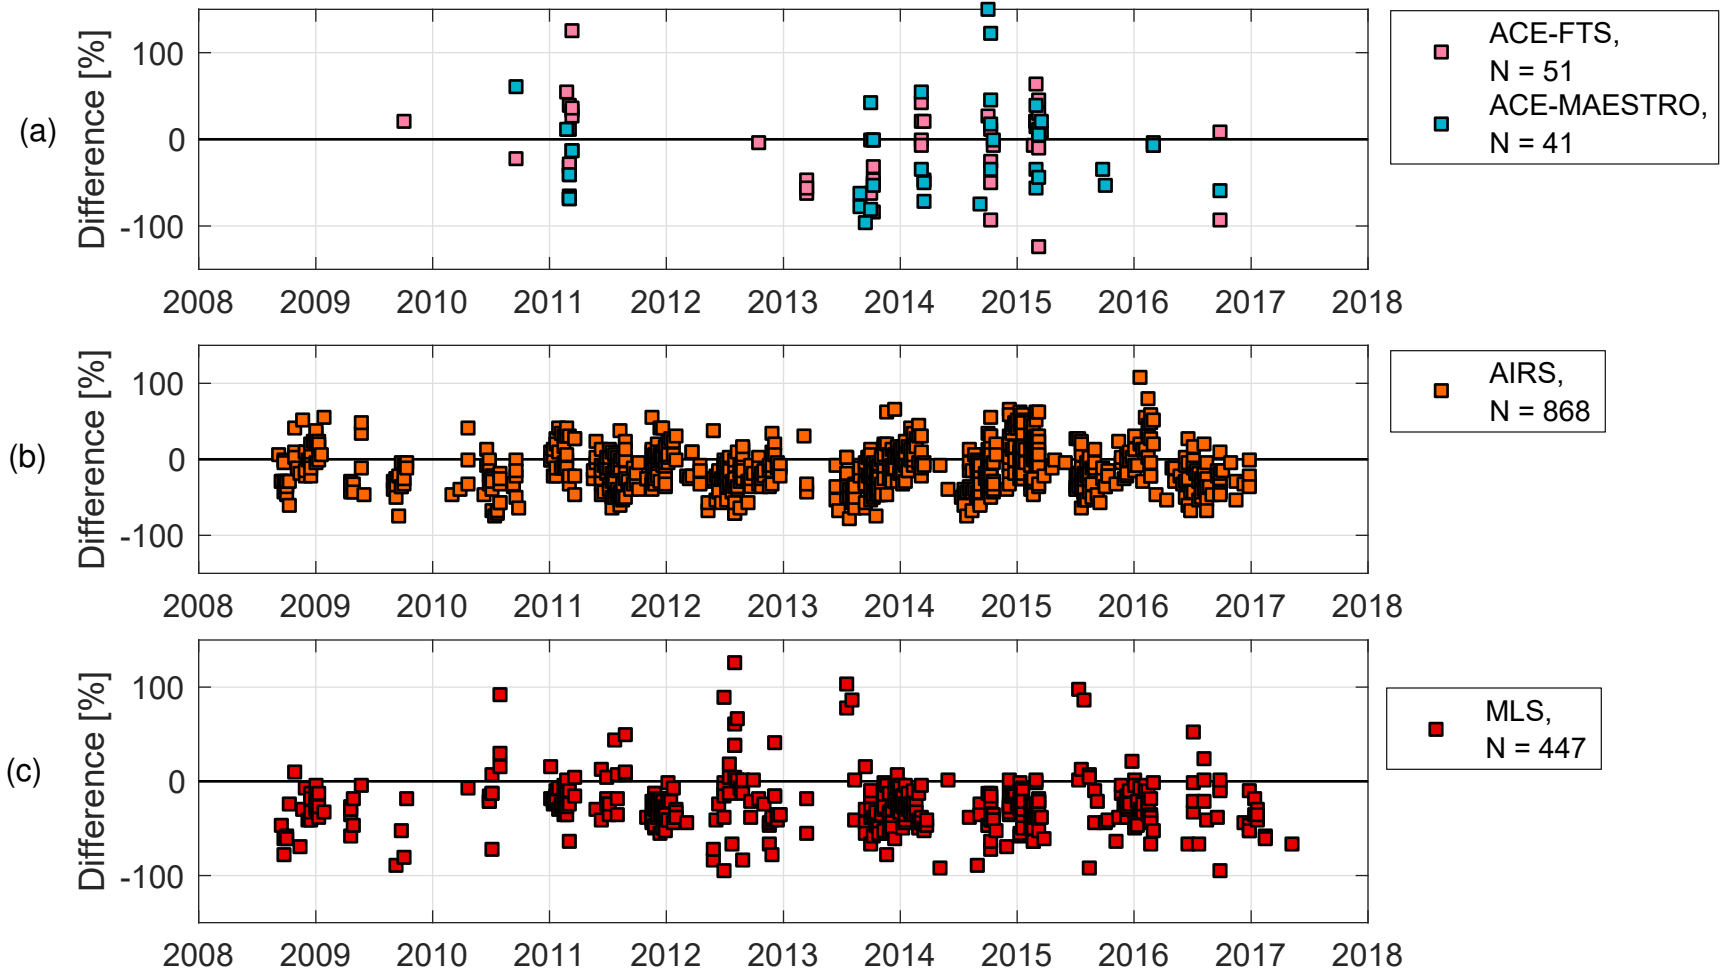 (a)
Difference [%]
100
0
-100
2008 2009 2010 2011 2012 2013 2014 2015 2016 2017 2018
ACE-FTS,
N = 51
ACE-MAESTRO,
N = 41
(b)
Difference [%]
100
0
-100
2008 2009 2010 2011 2012 2013 2014 2015 2016 2017 2018
AIRS,
N = 868
(c)
Difference [%]
100
0
-100
2008 2009 2010 2011 2012 2013 2014 2015 2016 2017 2018
MLS,
N = 447